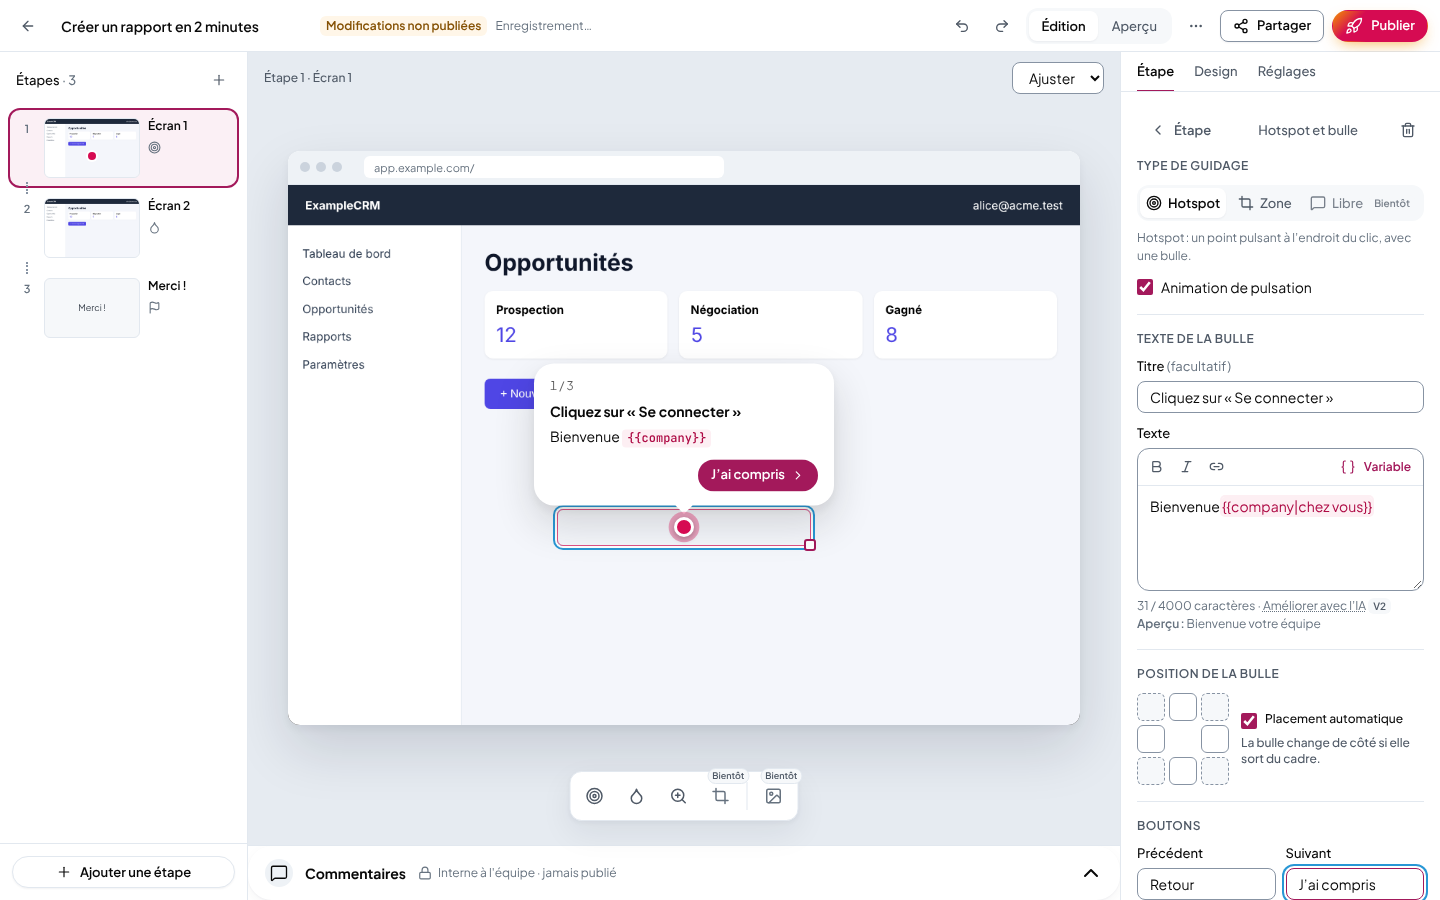 Créer un rapport en 2 minutes
Modifications non publiées
Enregistrement…
Édition
Aperçu
Partager
Publier
Étapes · 3
1
Écran 1
2
Écran 2
3
Merci !
Merci !
Ajouter une étape
Étape 1 · Écran 1
Ajuster
app.example.com/
ExampleCRM
alice@acme.test
Tableau de bord
Contacts
Opportunités
Rapports
Paramètres
Opportunités
Prospection
12
Négociation
5
Gagné
8
+ Nouv
1 / 3
Cliquez sur « Se connecter »
Bienvenue {{company}}
J’ai compris
Bientôt
Bientôt
Commentaires
Interne à l’équipe · jamais publié
Étape
Design
Réglages
Étape
Hotspot et bulle
TYPE DE GUIDAGE
Hotspot
Zone
Libre
Bientôt
Hotspot : un point pulsant à l’endroit du clic, avec
une bulle.
Animation de pulsation
TEXTE DE LA BULLE
Titre (facultatif)
Cliquez sur « Se connecter »
Texte
B I
{ } Variable
Bienvenue {{company|chez vous}}
31 / 4000 caractères · Améliorer avec l’IA V2
Aperçu : Bienvenue votre équipe
POSITION DE LA BULLE
Placement automatique
La bulle change de côté si elle
sort du cadre.
BOUTONS
Précédent
Suivant
Retour
J’ai compris